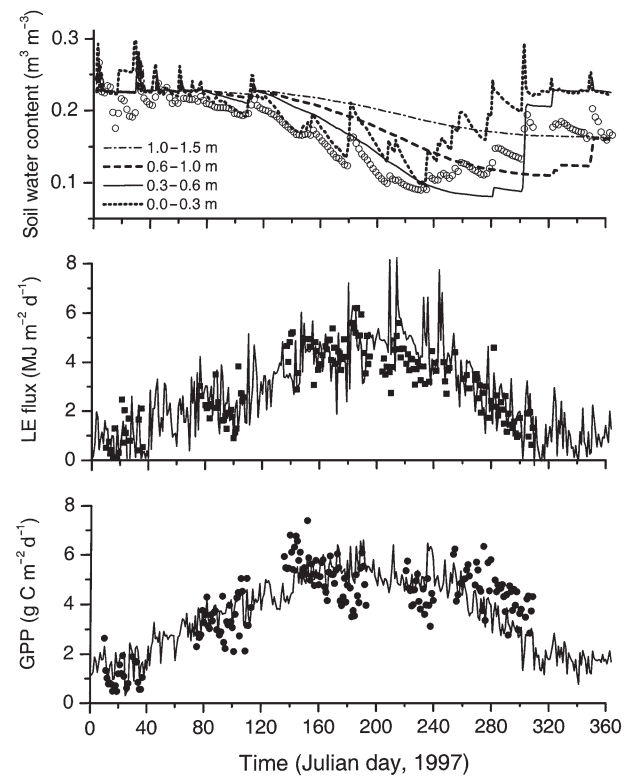 Soil water content (m³ m⁻³)
0.3
0.2
0.1
1.0–1.5 m
0.6–1.0 m
0.3–0.6 m
0.0–0.3 m
LE flux (MJ m⁻² d⁻¹)
8
6
4
2
0
GPP (g C m⁻² d⁻¹)
8
6
4
2
0
0 40 80 120 160 200 240 280 320 360
Time (Julian day, 1997)